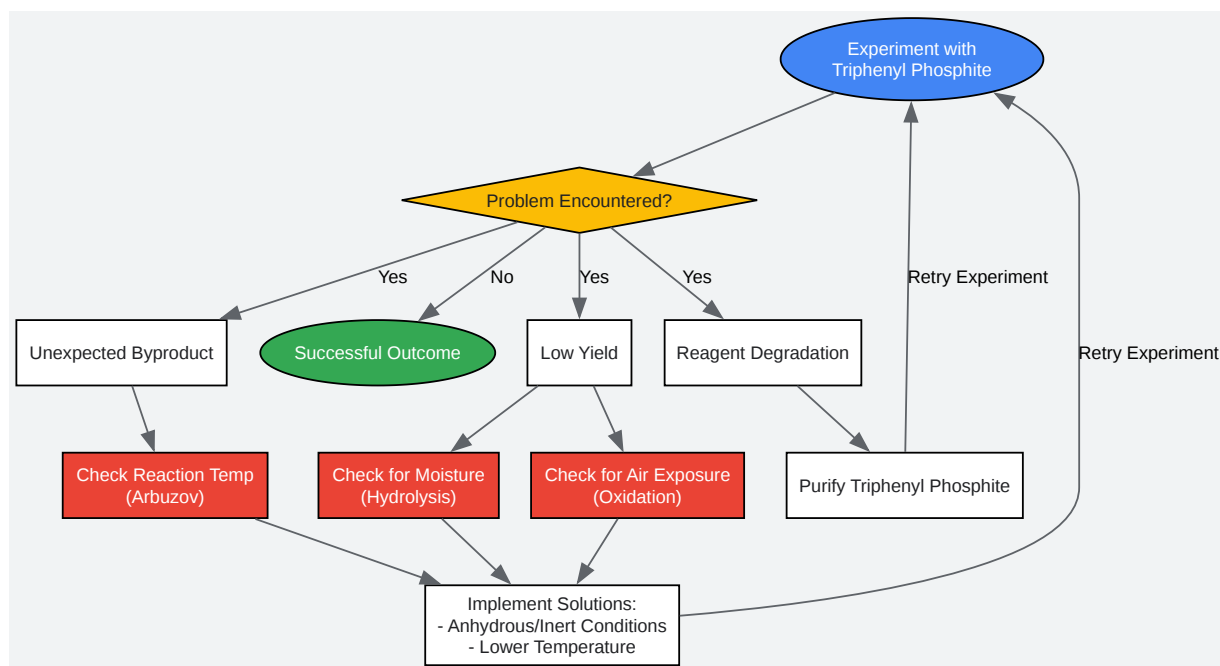 Experiment with
Triphenyl Phosphite
Problem Encountered?
Yes
No
Yes
Yes
Retry Experiment
Unexpected Byproduct
Successful Outcome
Low Yield
Reagent Degradation
Retry Experiment
Check Reaction Temp
(Arbuzov)
Check for Moisture
(Hydrolysis)
Check for Air Exposure
(Oxidation)
Purify Triphenyl Phosphite
Implement Solutions:
- Anhydrous/Inert Conditions
- Lower Temperature